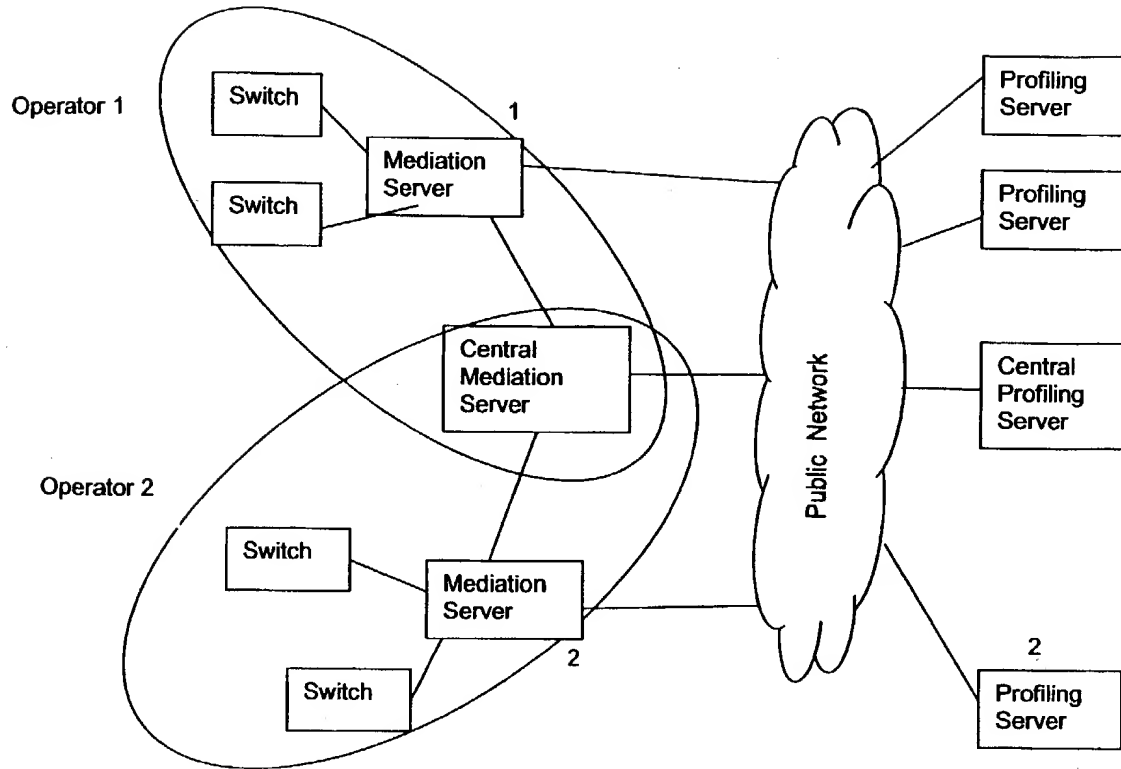 Operator 1
Switch
1
Mediation
Server
Switch
Profiling
Server
Profiling
Server
Central
Mediation
Server
Public Network
Central
Profiling
Server
Operator 2
Switch
Mediation
Server
2
Switch
2
Profiling
Server